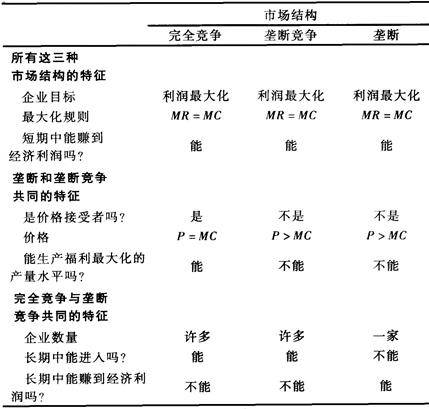 市场结构
完全竞争 垄断竞争 垄断
所有这三种
市场结构的特征
企业目标 利润最大化 利润最大化 利润最大化
最大化规则 MR = MC MR = MC MR = MC
短期中能赚到
经济利润吗? 能 能 能
垄断和垄断竞争
共同的特征
是价格接受者吗? 是 不是 不是
价格 P = MC P > MC P > MC
能生产福利最大化的
产量水平吗? 能 不能 不能
完全竞争与垄断
竞争共同的特征
企业数量 许多 许多 一家
长期中能进入吗? 能 能 不能
长期中能赚到经济利
润吗? 不能 不能 能